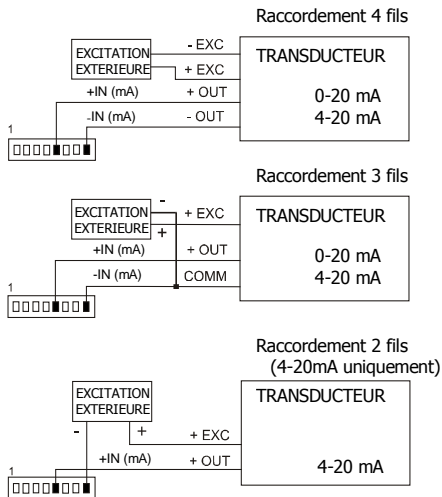 Raccordement 4 fils
EXCITATION
EXTERIEURE
- EXC
+ EXC
TRANSDUCTEUR
+IN (mA)
+ OUT
0-20 mA
-IN (mA)
- OUT
4-20 mA
1
Raccordement 3 fils
EXCITATION
EXTERIEURE
-
+
+ EXC
TRANSDUCTEUR
+IN (mA)
+ OUT
0-20 mA
-IN (mA)
COMM
4-20 mA
1
Raccordement 2 fils
(4-20mA uniquement)
EXCITATION
EXTERIEURE
TRANSDUCTEUR
-
+
+ EXC
+IN (mA)
+ OUT
4-20 mA
1